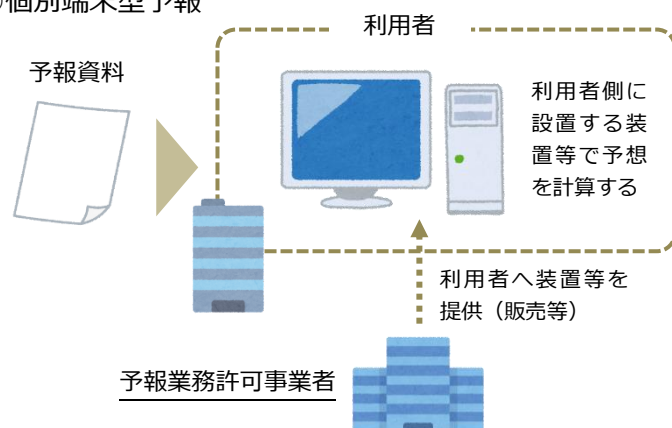 個別端末型予報
利用者
予報資料
利用者側に
設置する装
置等で予想
を計算する
利用者へ装置等を
提供（販売等）
予報業務許可事業者